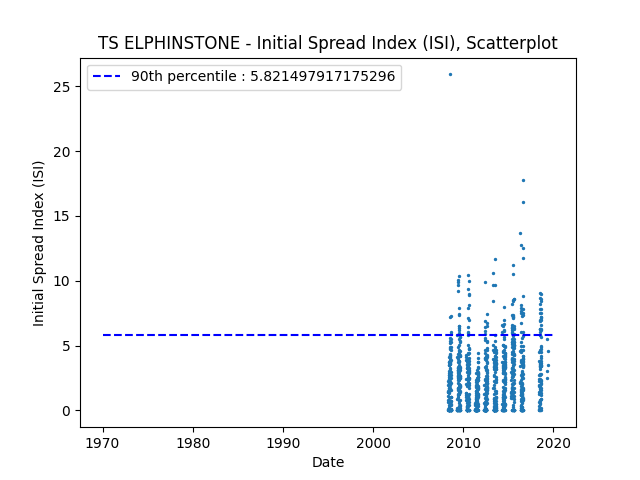 TS ELPHINSTONE - Initial Spread Index (ISI), Scatterplot
90th percentile : 5.821497917175296
Initial Spread Index (ISI)
25
20
15
10
5
0
1970 1980 1990 2000 2010 2020
Date